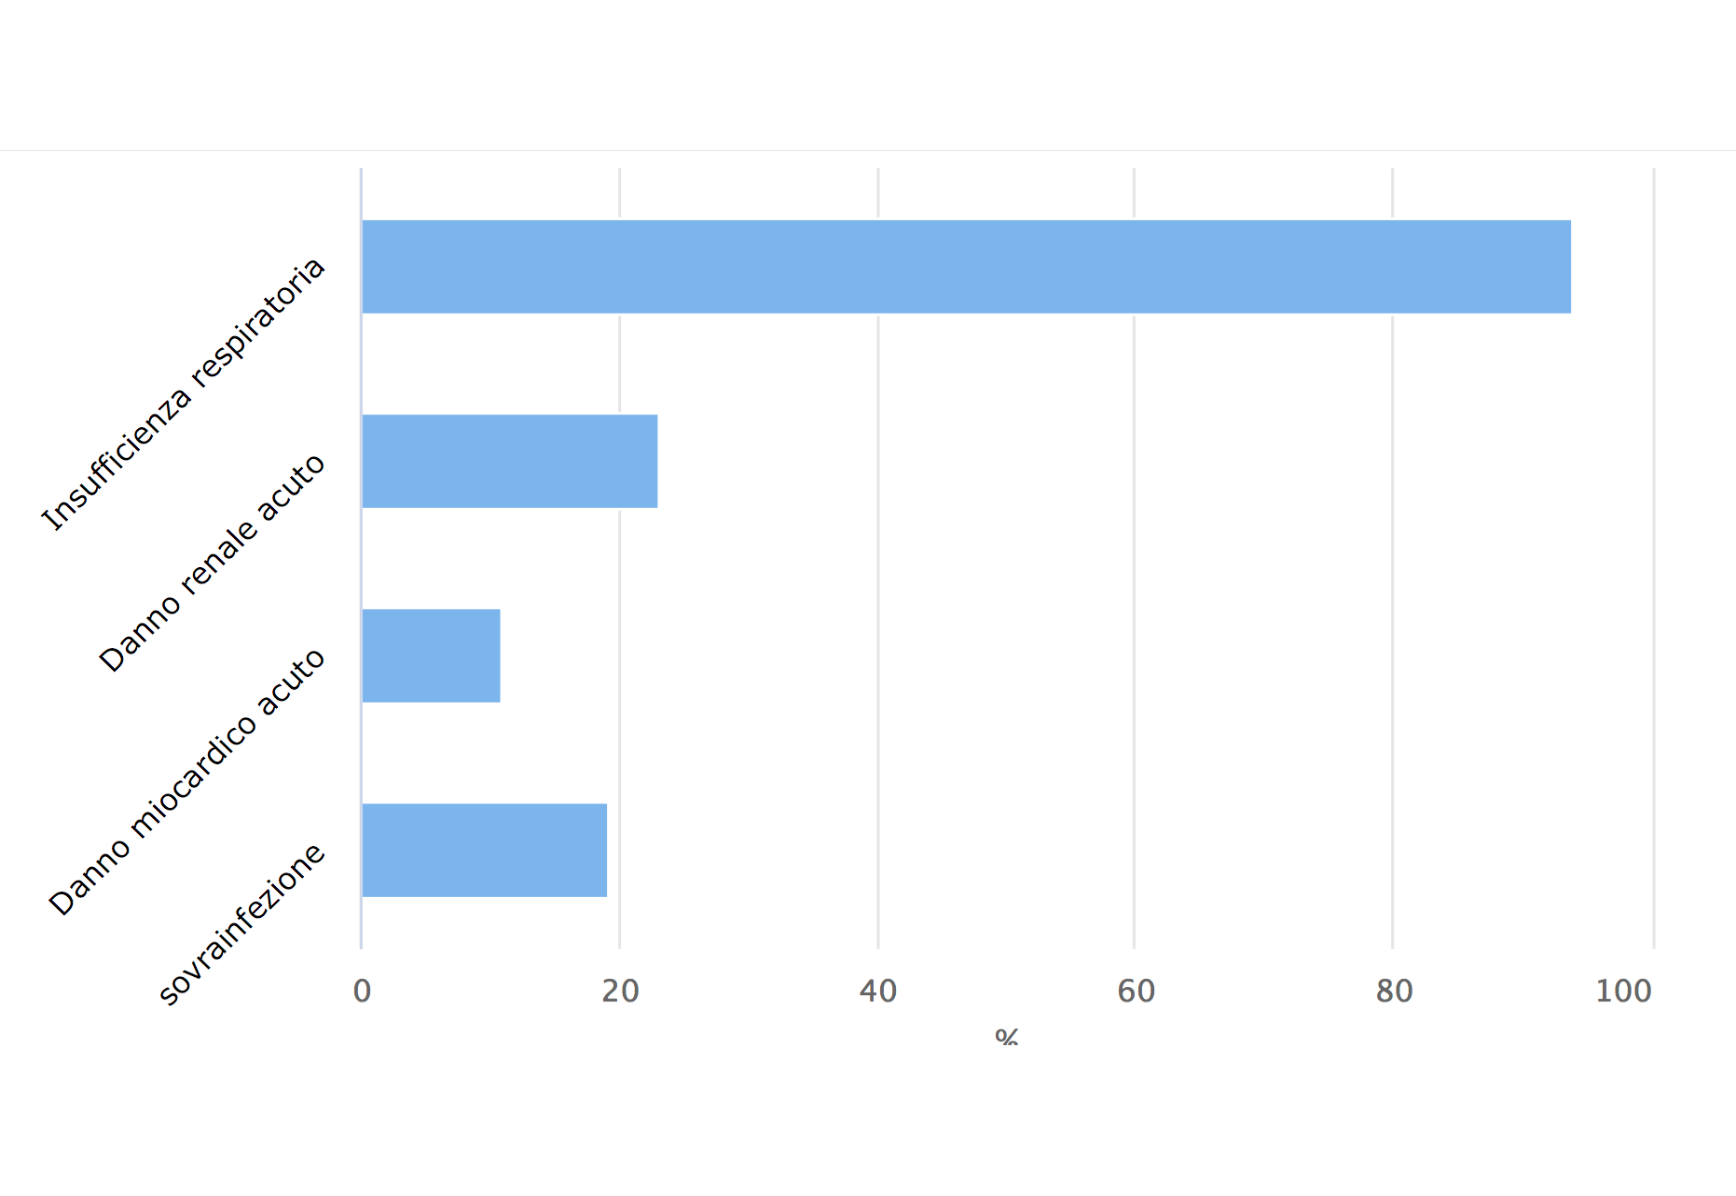 Insufficienza respiratoria
Danno renale acuto
Danno miocardico acuto
sovrainfezione
0 20 40 60 80 100
%